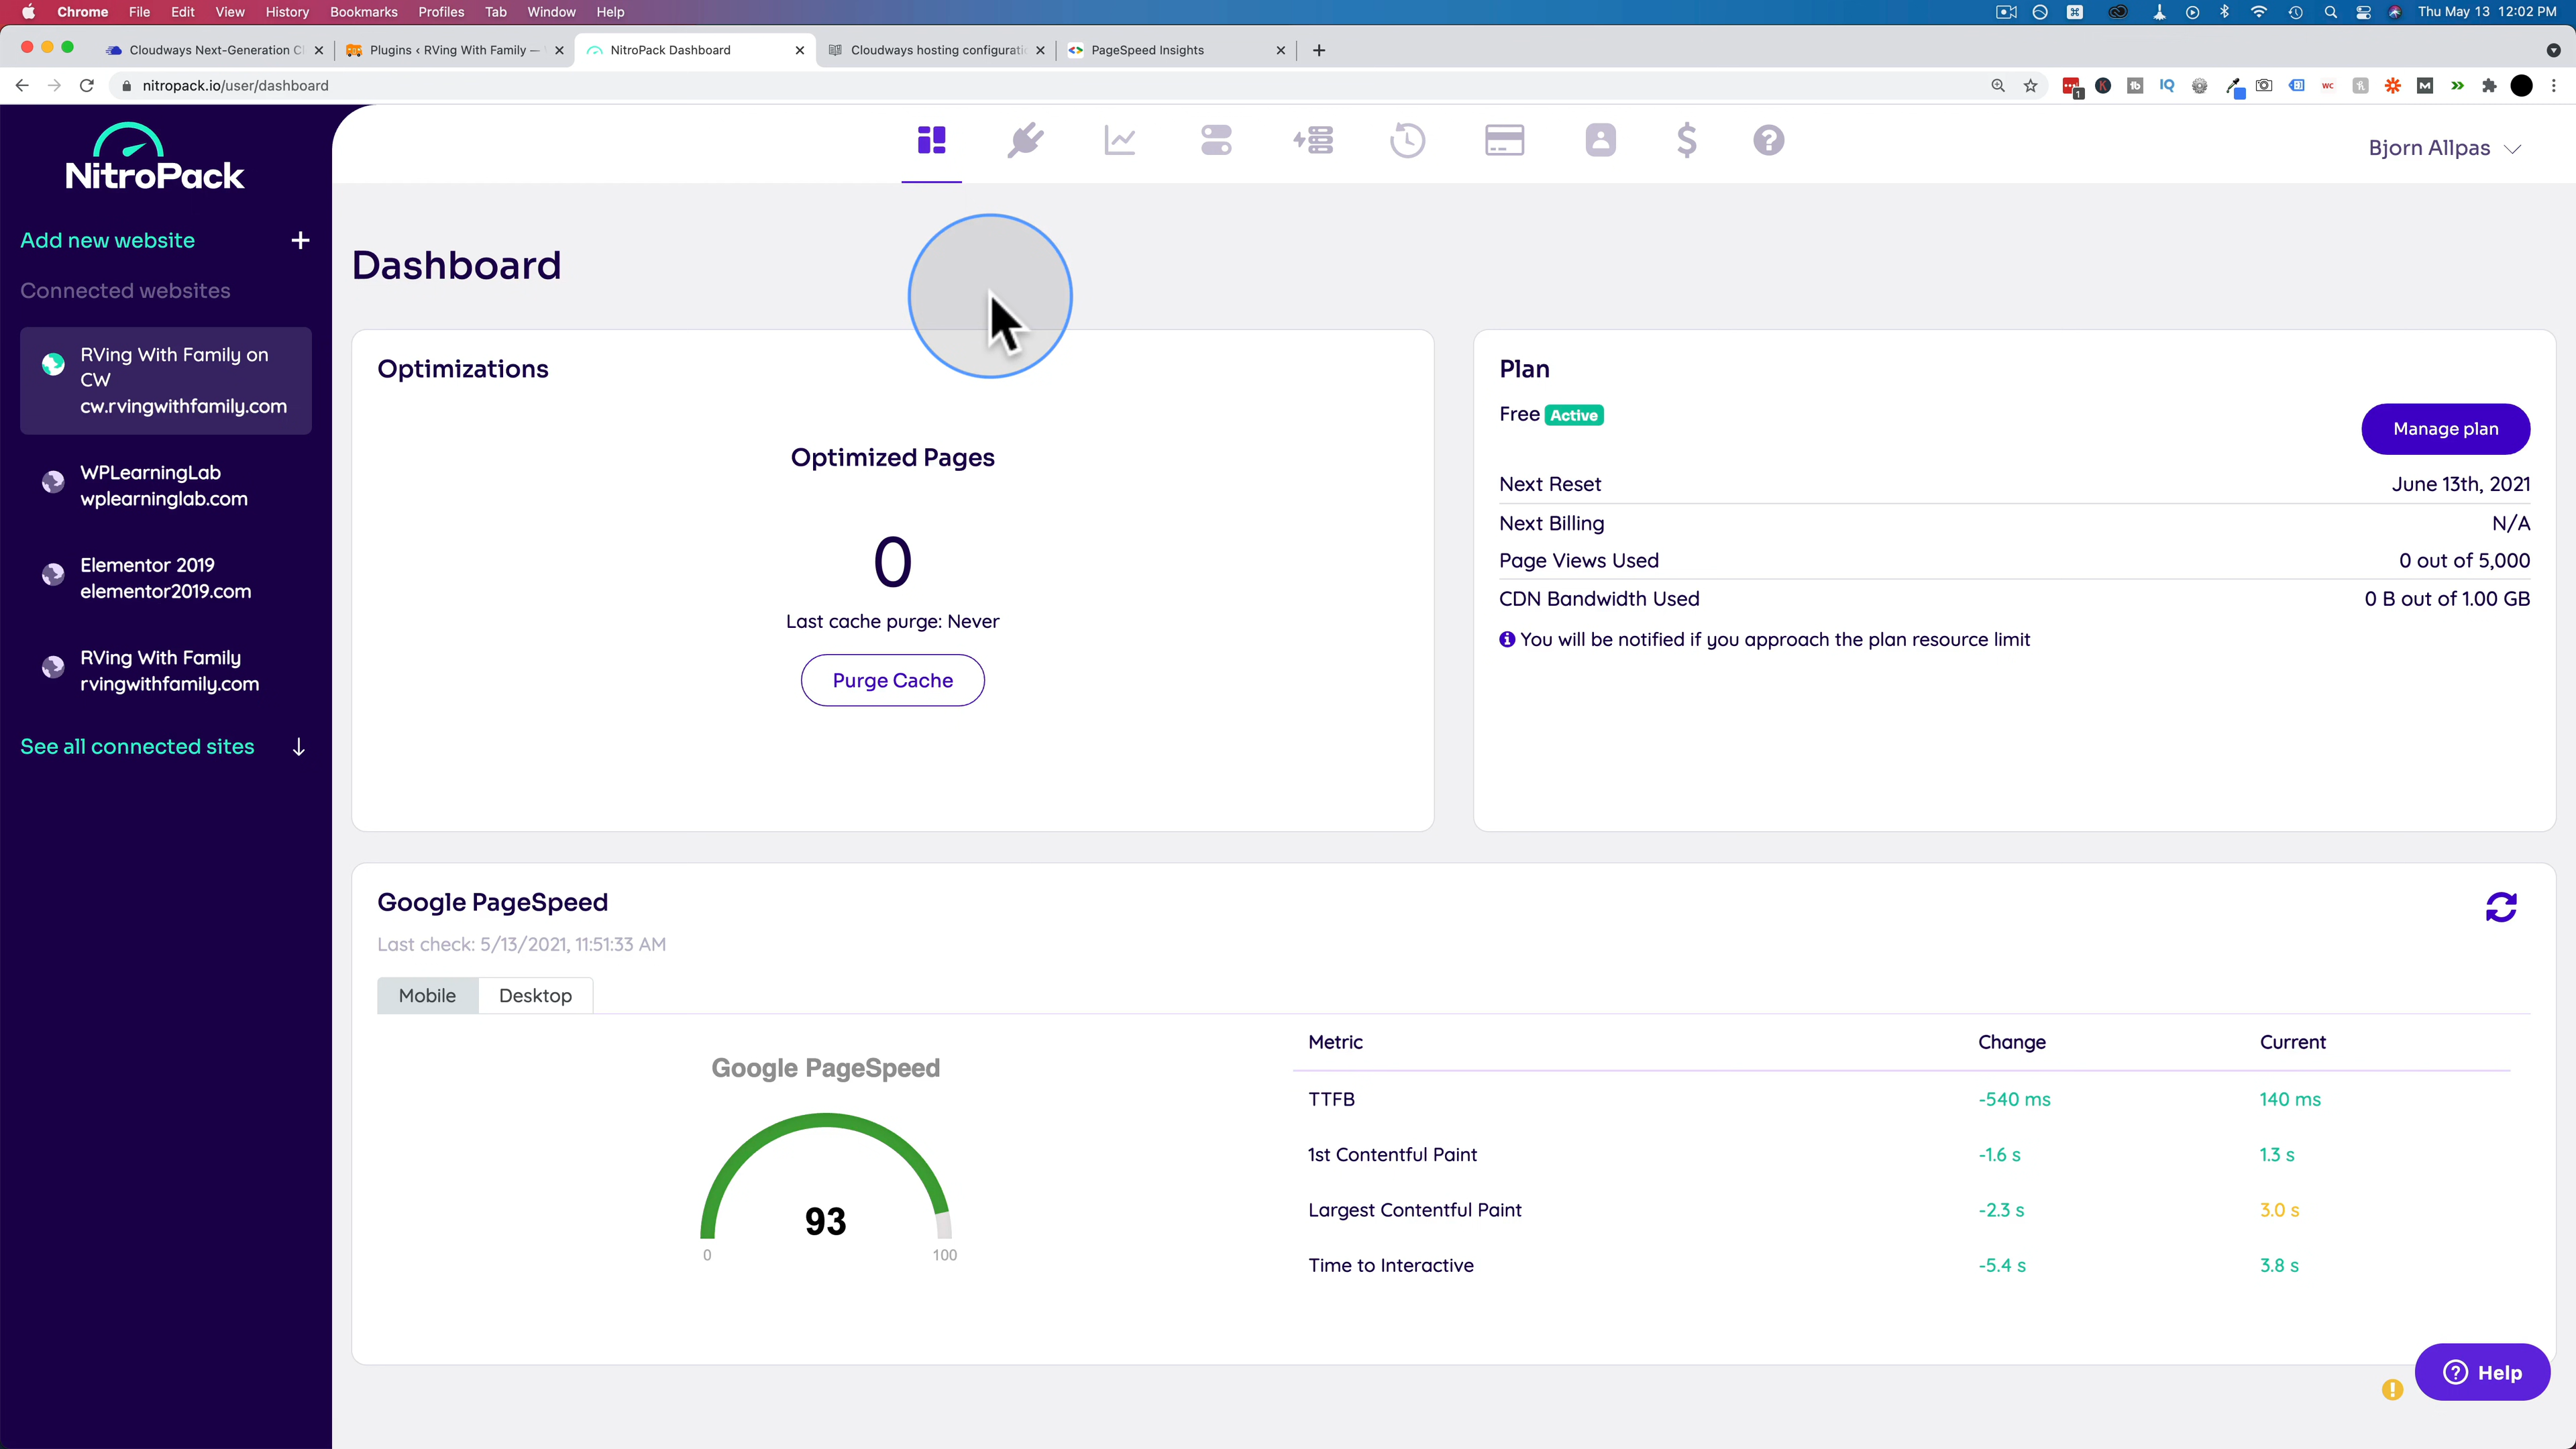 Chrome File Edit View History Bookmarks Profiles Tab Window Help Thu May 13 12:02 PM
Cloudways Next-Generation Cl Plugins ‹ RVing With Family — NitroPack Dashboard Cloudways hosting configuratio PageSpeed Insights
nitropack.io/user/dashboard
NitroPack
Bjorn Allpas
Add new website
Connected websites
RVing With Family on
CW
cw.rvingwithfamily.com
WPLearningLab
wplearninglab.com
Elementor 2019
elementor2019.com
RVing With Family
rvingwithfamily.com
See all connected sites
Dashboard
Optimizations
Optimized Pages
0
Last cache purge: Never
Purge Cache
Plan
Free Active
Manage plan
Next Reset June 13th, 2021
Next Billing N/A
Page Views Used 0 out of 5,000
CDN Bandwidth Used 0 B out of 1.00 GB
You will be notified if you approach the plan resource limit
Google PageSpeed
Last check: 5/13/2021, 11:51:33 AM
Mobile Desktop
Google PageSpeed
93
0 100
Metric Change Current
TTFB -540 ms 140 ms
1st Contentful Paint -1.6 s 1.3 s
Largest Contentful Paint -2.3 s 3.0 s
Time to Interactive -5.4 s 3.8 s
Help